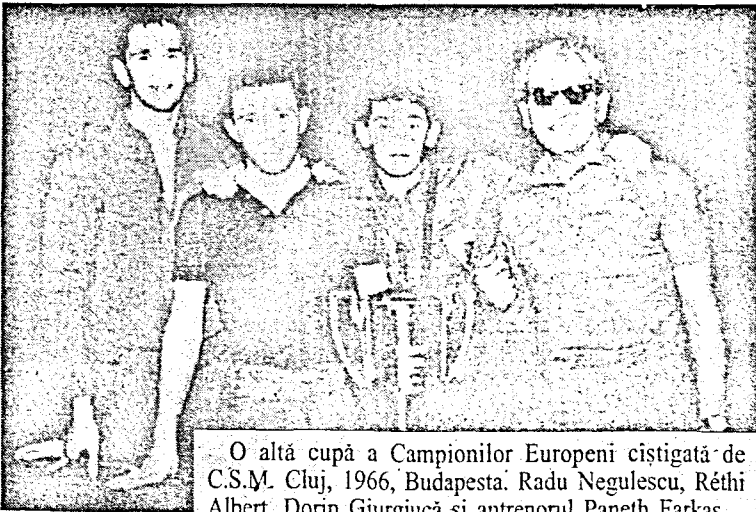 O altă cupă a Campionilor Europeni cîștigată de
C.S.M. Cluj, 1966, Budapesta: Radu Negulescu, Réthi
Albert, Dorin Giurgiucă și antrenorul Paneth Farkas